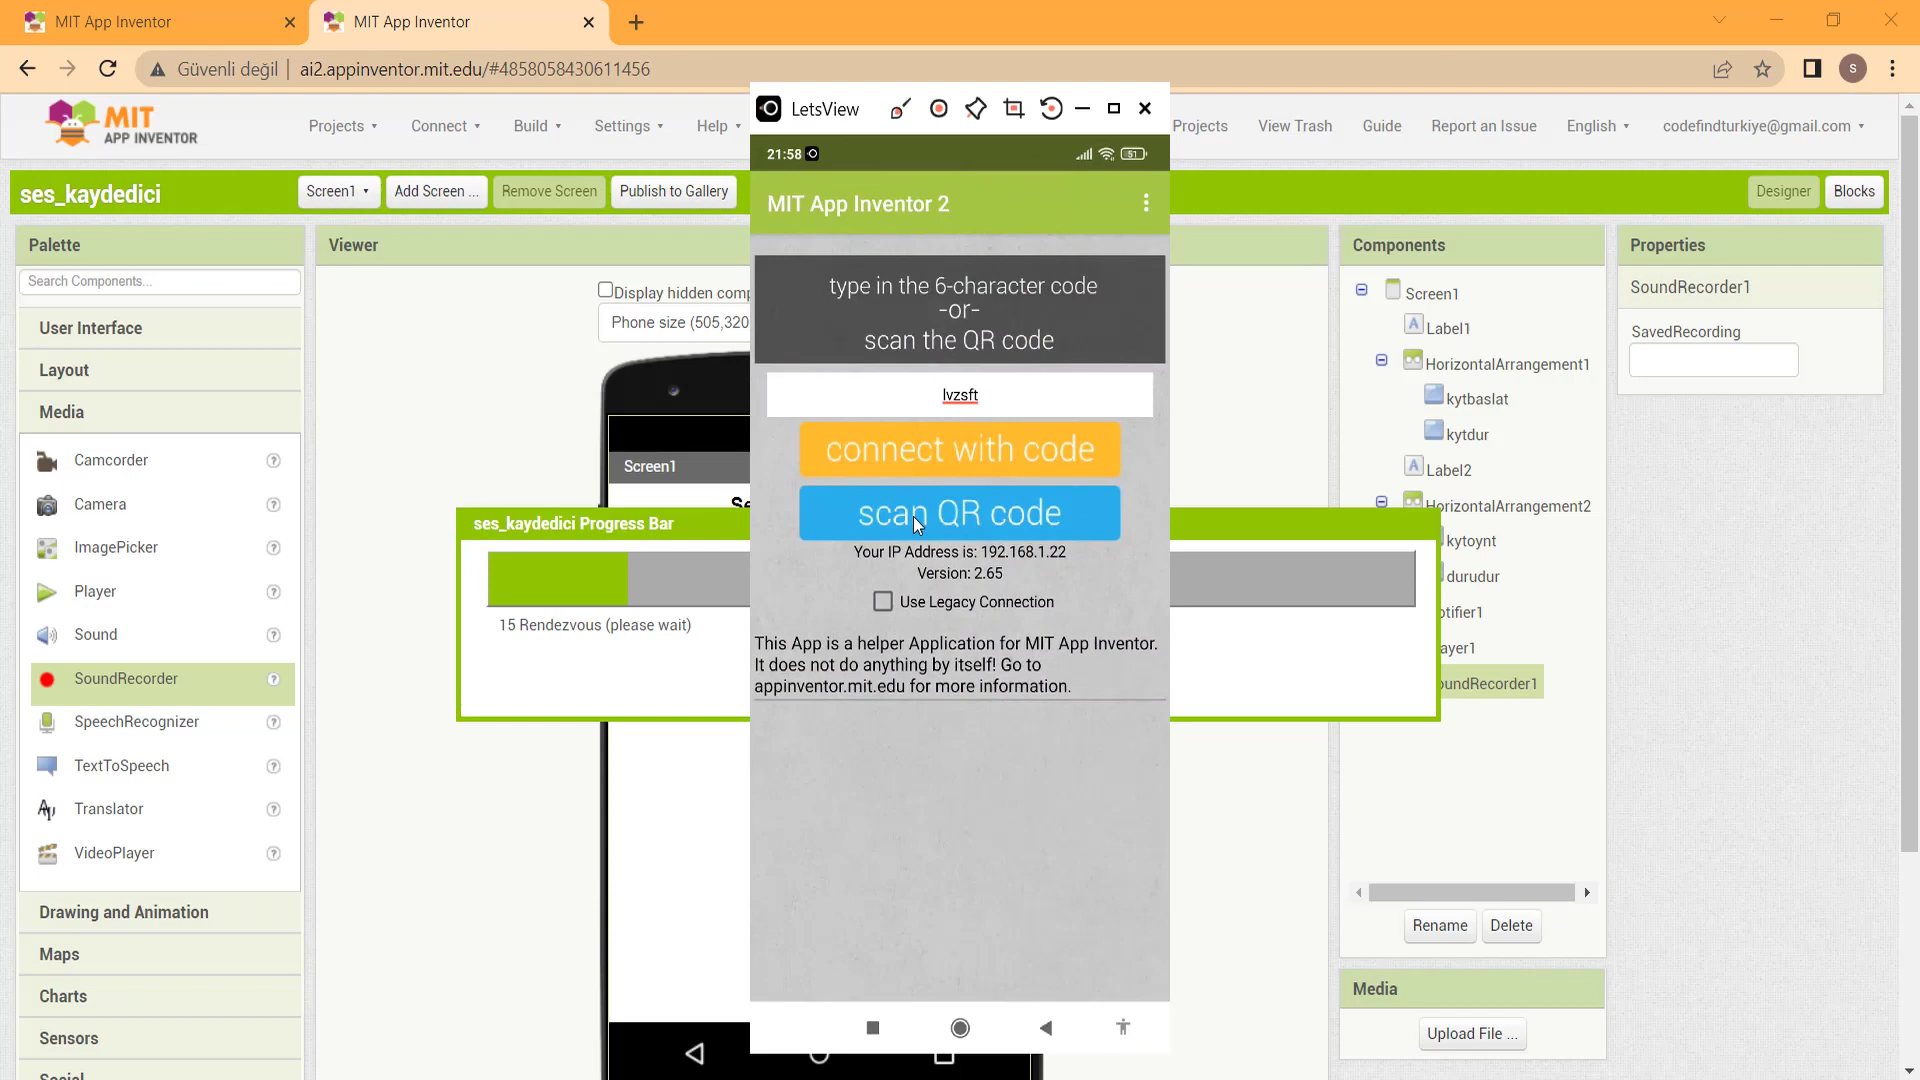 MIT App Inventor
MIT App Inventor
Güvenli değil
ai2.appinventor.mit.edu/#4858058430611456
S
MIT
APP INVENTOR
Projects
Connect
Build
Settings
Help
Projects
View Trash
Guide
Report an Issue
English
codefindturkiye@gmail.com
ses_kaydedici
Screen1
Add Screen ...
Remove Screen
Publish to Gallery
Designer
Blocks
Palette
Search Components...
User Interface
Layout
Media
Camcorder
Camera
ImagePicker
Player
Sound
SoundRecorder
SpeechRecognizer
TextToSpeech
Translator
VideoPlayer
Drawing and Animation
Maps
Charts
Sensors
Social
Viewer
Display hidden comp
Phone size (505,320
Screen1
ses_kaydedici Progress Bar
15 Rendezvous (please wait)
LetsView
21:58
51
MIT App Inventor 2
type in the 6-character code
-or-
scan the QR code
lvzsft
connect with code
scan QR code
Your IP Address is: 192.168.1.22
Version: 2.65
Use Legacy Connection
This App is a helper Application for MIT App Inventor.
It does not do anything by itself! Go to
appinventor.mit.edu for more information.
Components
Screen1
Label1
HorizontalArrangement1
kytbaslat
kytdur
Label2
HorizontalArrangement2
kytoynt
durudur
otifier1
ayer1
oundRecorder1
Rename
Delete
Media
Upload File ...
Properties
SoundRecorder1
SavedRecording